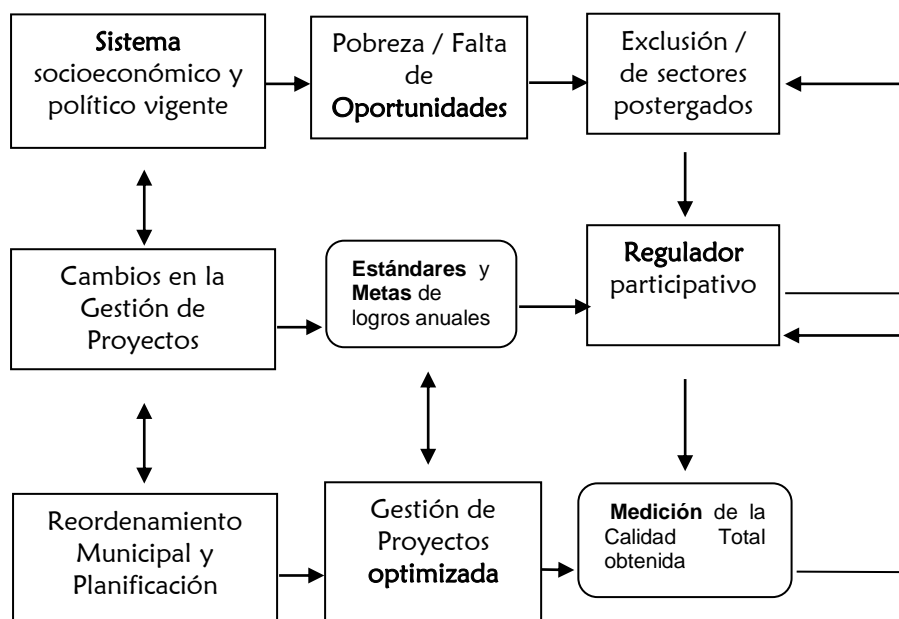 Sistema
socioeconómico y
político vigente
Pobreza / Falta
de
Oportunidades
Exclusión /
de sectores
postergados
Cambios en la
Gestión de
Proyectos
Estándares y
Metas de
logros anuales
Regulador
participativo
Reordenamiento
Municipal y
Planificación
Gestión de
Proyectos
optimizada
Medición de la
Calidad Total
obtenida